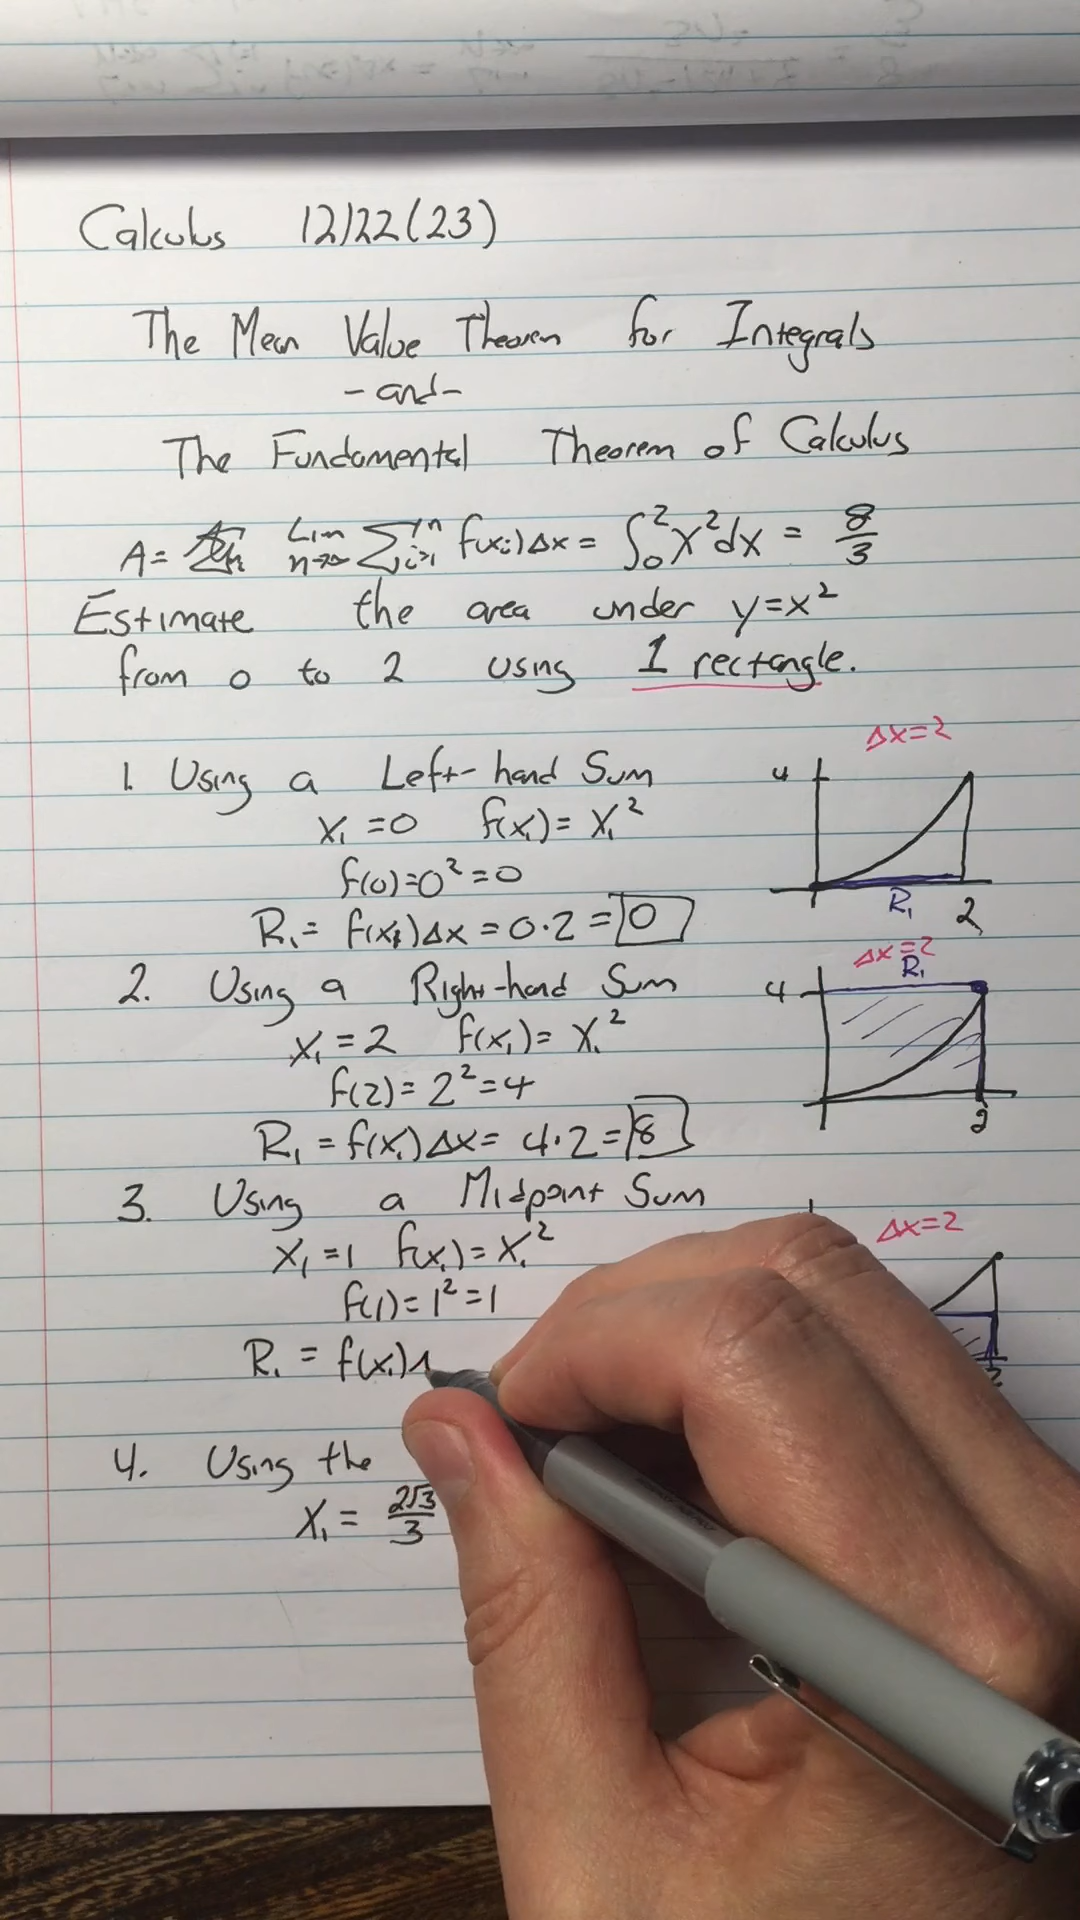 Calculus 12/22(23)
The Mean Value Theorem for Integrals
-and-
The Fundamental Theorem of Calculus
A= Lim n→∞ ∑ⁿᵢ₌₁ f(xᵢ)Δx = ∫₀² x²dx = 8/3
Estimate the area under y=x²
from 0 to 2 using 1 rectangle.
1. Using a Left-hand Sum
x₁=0 f(x₁)= x₁²
f(0)=0²=0
R₁= f(x₁)Δx = 0·2 = 0
Δx=2
4
R₁
2
2. Using a Right-hand Sum
x₁=2 f(x₁)= x₁²
f(2)=2²=4
R₁=f(x₁)Δx= 4·2=8
Δx=2
R₁
4
2
3. Using a Midpoint Sum
x₁=1 f(x₁)=x₁²
f(1)=1²=1
R₁ = f(x₁)
Δx=2
2
4. Using the
x₁ = 2√3/3